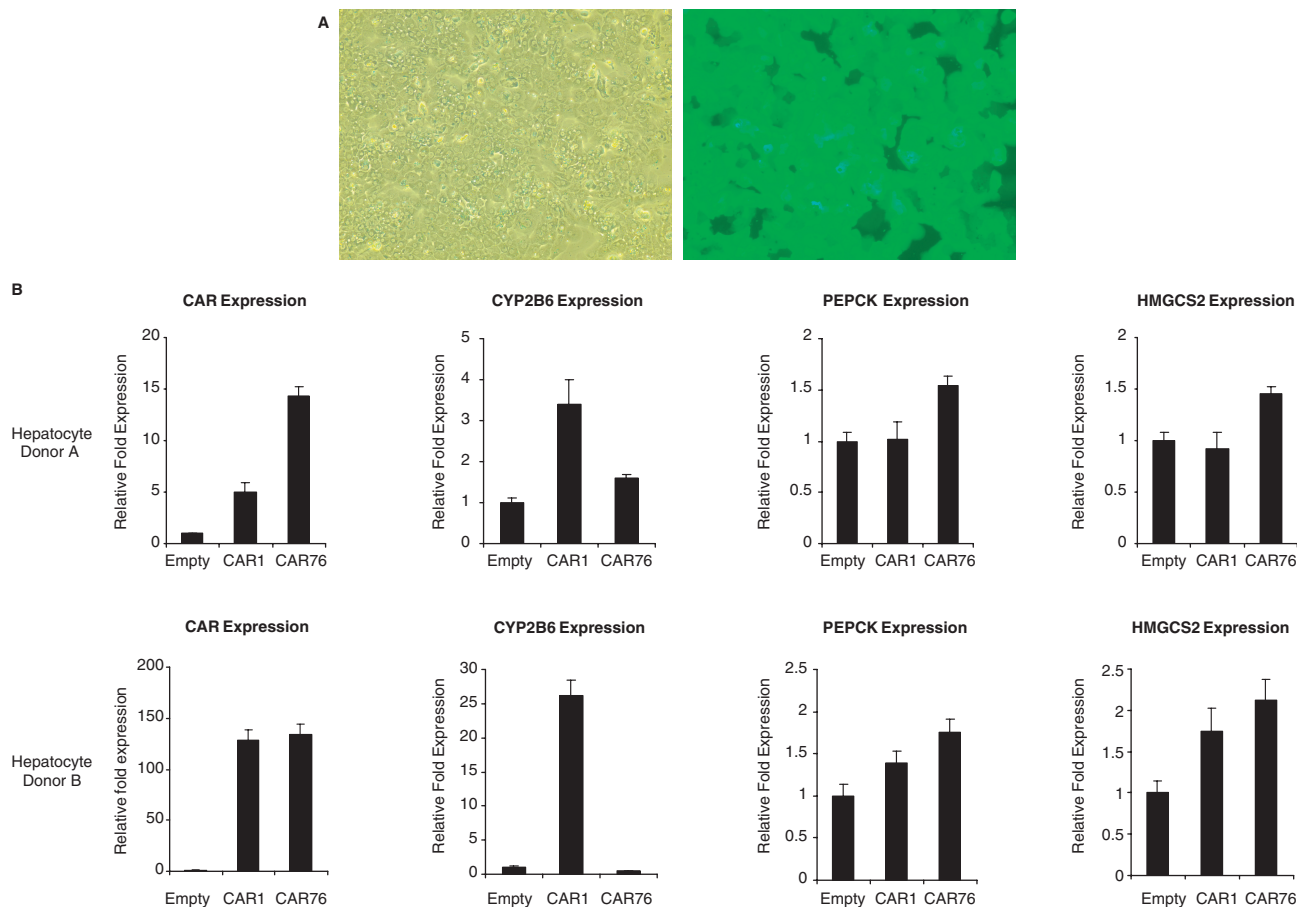 A
B
CAR Expression
CYP2B6 Expression
PEPCK Expression
HMGCS2 Expression
Hepatocyte
Donor A
Relative Fold Expression
20
15
10
5
0
Empty CAR1 CAR76
Relative Fold Expression
5
4
3
2
1
0
Empty CAR1 CAR76
Relative Fold Expression
2
1.5
1
0.5
0
Empty CAR1 CAR76
Relative Fold Expression
2
1.5
1
0.5
0
Empty CAR1 CAR76
CAR Expression
CYP2B6 Expression
PEPCK Expression
HMGCS2 Expression
Hepatocyte
Donor B
Relative fold expression
200
150
100
50
0
Empty CAR1 CAR76
Relative Fold Expression
30
25
20
15
10
5
0
Empty CAR1 CAR76
Relative Fold Expression
2.5
2
1.5
1
0.5
0
Empty CAR1 CAR76
Relative Fold Expression
2.5
2
1.5
1
0.5
0
Empty CAR1 CAR76